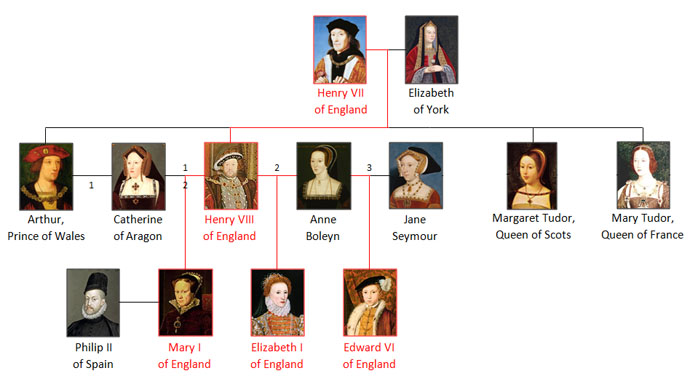 Henry VII
of England
Elizabeth
of York
1
1
2
2
3
Arthur,
Prince of Wales
Catherine
of Aragon
Henry VIII
of England
Anne
Boleyn
Jane
Seymour
Margaret Tudor,
Queen of Scots
Mary Tudor,
Queen of France
Philip II
of Spain
Mary I
of England
Elizabeth I
of England
Edward VI
of England